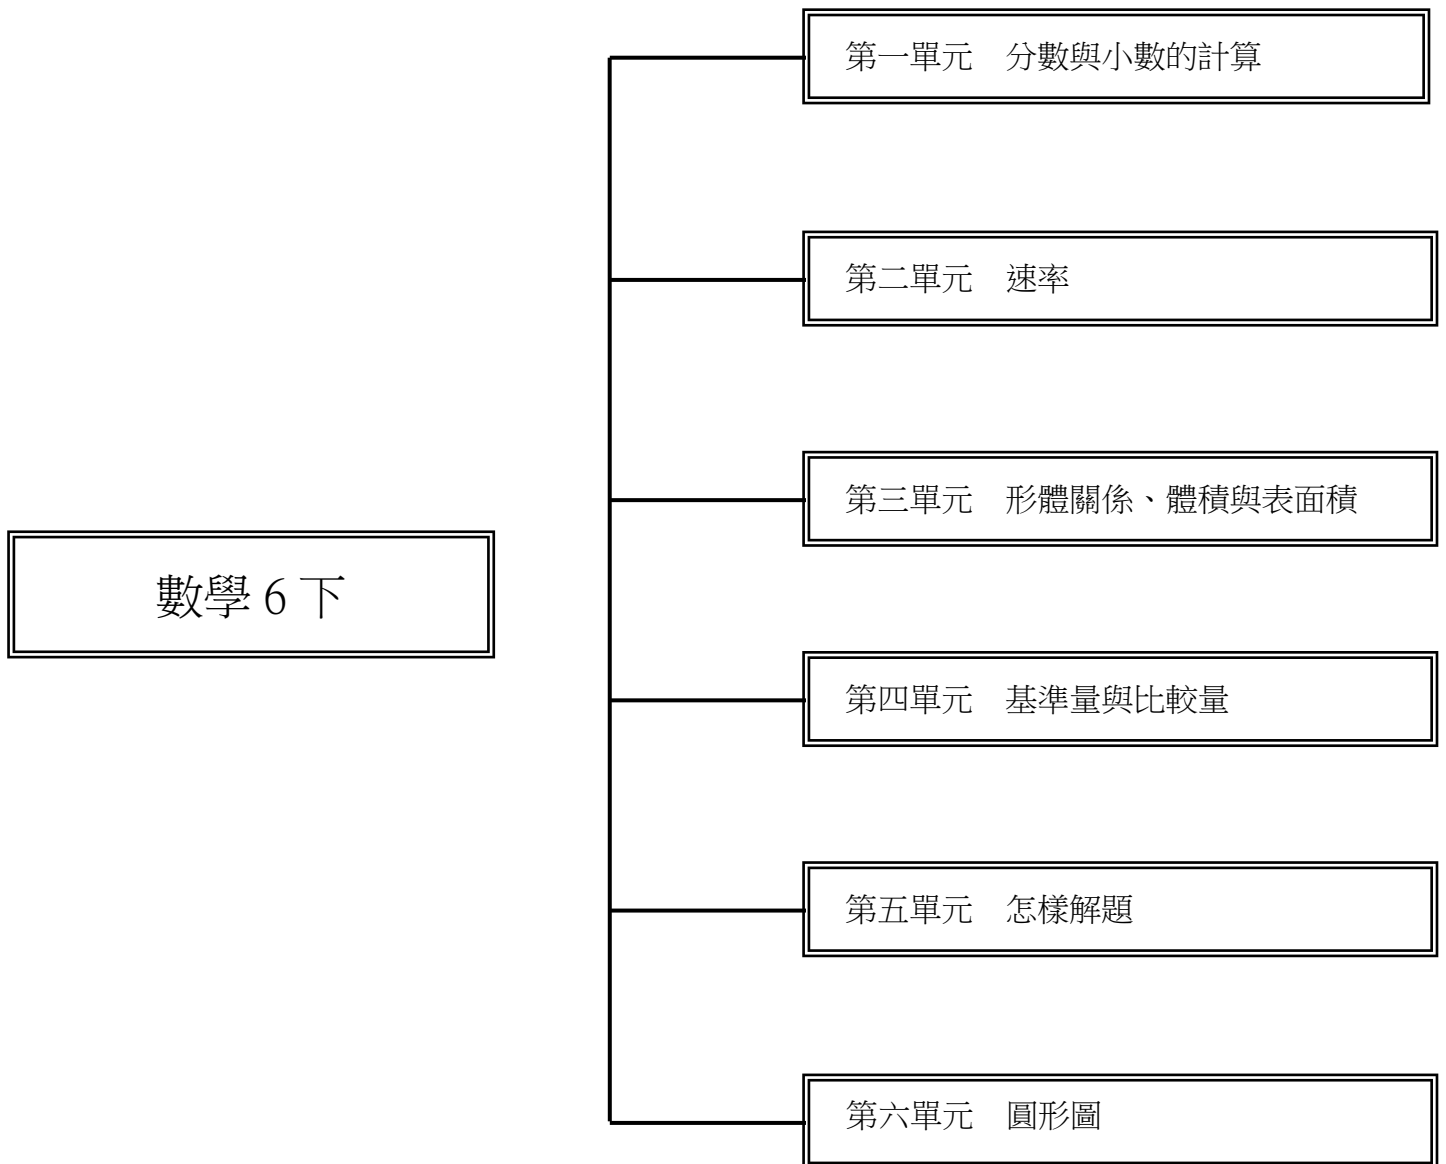 第一單元　分數與小數的計算
第二單元　速率
第三單元　形體關係、體積與表面積
數學 6 下
第四單元　基準量與比較量
第五單元　怎樣解題
第六單元　圓形圖